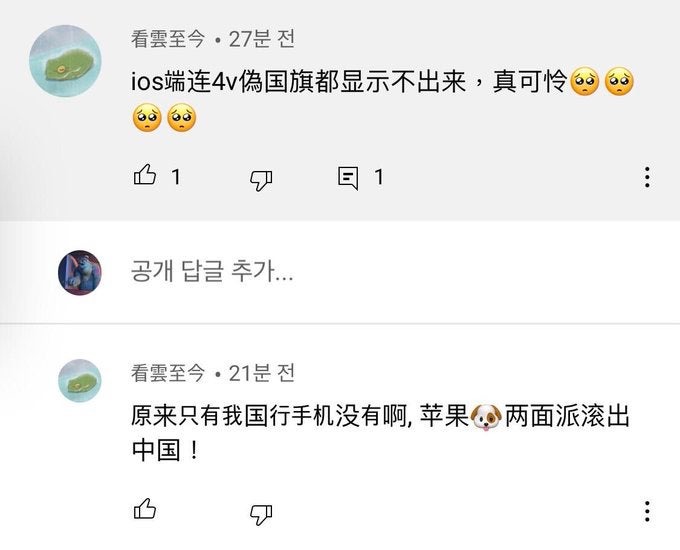 看雲至今 • 27분 전
ios端连4v偽国旗都显示不出来，真可怜🥺🥺
🥺🥺
1
1
공개 답글 추가...
看雲至今 • 21분 전
原来只有我国行手机没有啊, 苹果🐶两面派滚出
中国！